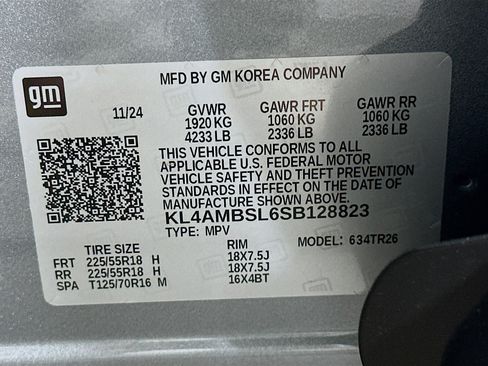 MFD BY GM KOREA COMPANY
gm
11/24 GVWR GAWR FRT GAWR RR
1920 KG 1060 KG 1060 KG
4233 LB 2336 LB 2336 LB
THIS VEHICLE CONFORMS TO ALL
APPLICABLE U.S. FEDERAL MOTOR
VEHICLE SAFETY AND THEFT PREVENTION
STANDARDS IN EFFECT ON THE DATE OF
MANUFACTURE SHOWN ABOVE.
KL4AMBSL6SB128823
TYPE: MPV MODEL: 634TR26
TIRE SIZE RIM
FRT 225/55R18 H 18X7.5J
RR 225/55R18 H 18X7.5J
SPA T125/70R16 M 16X4BT